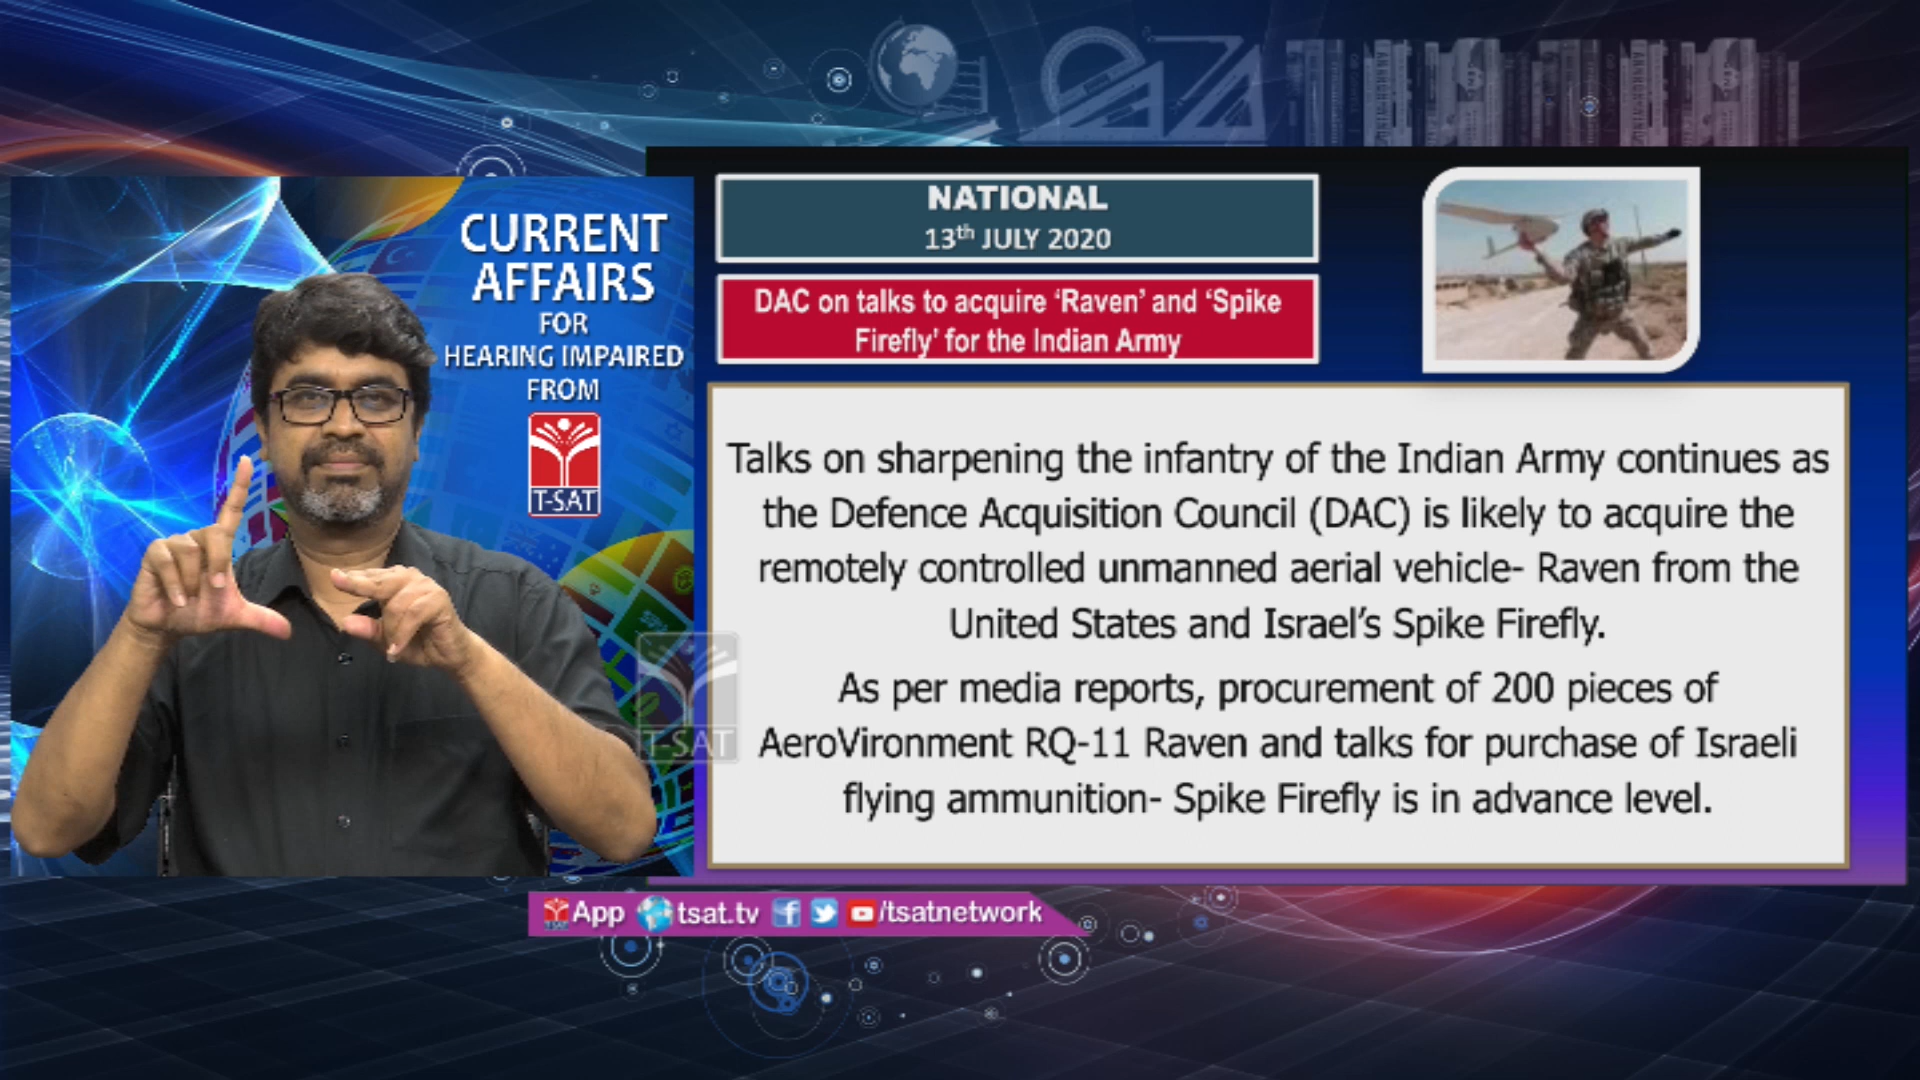 CURRENT
AFFAIRS
FOR
HEARING IMPAIRED
FROM
T-SAT
NATIONAL
13th JULY 2020
DAC on talks to acquire ‘Raven’ and ‘Spike
Firefly’ for the Indian Army
Talks on sharpening the infantry of the Indian Army continues as
the Defence Acquisition Council (DAC) is likely to acquire the
remotely controlled unmanned aerial vehicle- Raven from the
United States and Israel’s Spike Firefly.
As per media reports, procurement of 200 pieces of
AeroVironment RQ-11 Raven and talks for purchase of Israeli
flying ammunition- Spike Firefly is in advance level.
T-SAT
App tsat.tv /tsatnetwork